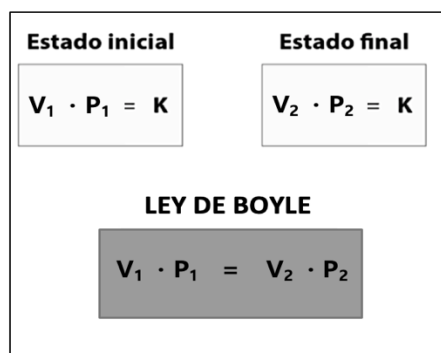 Estado inicial
Estado final
V₁ · P₁ = K
V₂ · P₂ = K
LEY DE BOYLE
V₁ · P₁ = V₂ · P₂